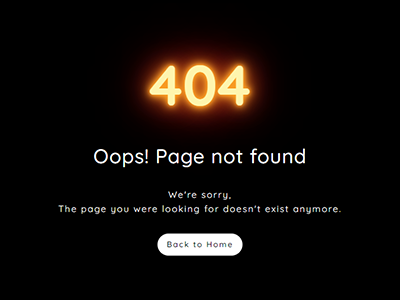 404
Oops! Page not found
We're sorry,
The page you were looking for doesn't exist anymore.
Back to Home